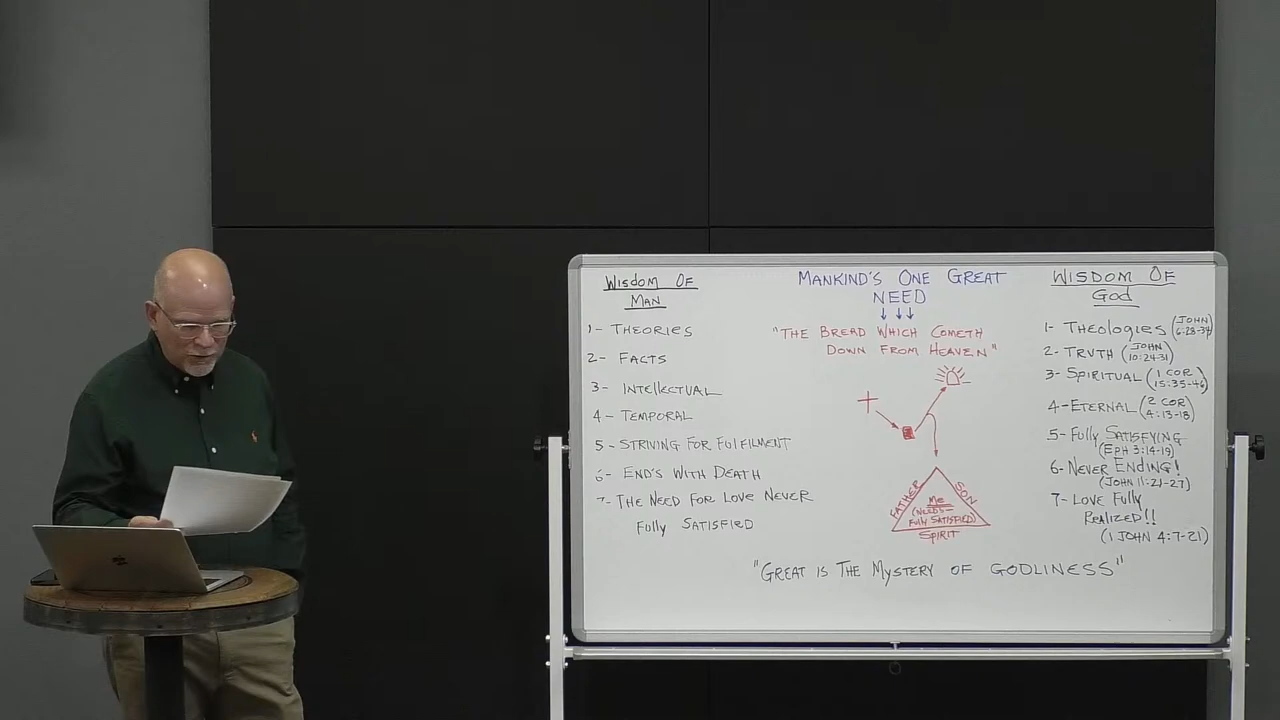 WISDOM OF
MAN
1- THEORIES
2- FACTS
3- INTELLECTUAL
4- TEMPORAL
5- STRIVING FOR FULFILMENT
6- END'S WITH DEATH
7- THE NEED FOR LOVE NEVER
FULLY SATISFIED
MANKIND'S ONE GREAT
NEED
"THE BREAD WHICH COMETH
DOWN FROM HEAVEN"
FATHER
SON
ME
(NEEDS—
FULLY SATISFIED)
SPIRIT
WISDOM OF
GOD
1- THEOLOGIES (JOHN
6:28-34)
2- TRUTH (JOHN
10:24-31)
3- SPIRITUAL (1 COR
15:35-46)
4- ETERNAL (2 COR
4:13-18)
5- FULLY SATISFYING
(EPH 3:14-19)
6- NEVER ENDING!
(JOHN 11:21-27)
7- LOVE FULLY
REALIZED!!
(1 JOHN 4:7-21)
"GREAT IS THE MYSTERY OF GODLINESS"